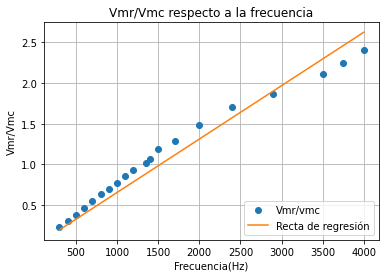 Vmr/Vmc respecto a la frecuencia
Vmr/Vmc
2.5
2.0
1.5
1.0
0.5
500 1000 1500 2000 2500 3000 3500 4000
Frecuencia(Hz)
Vmr/vmc
Recta de regresión